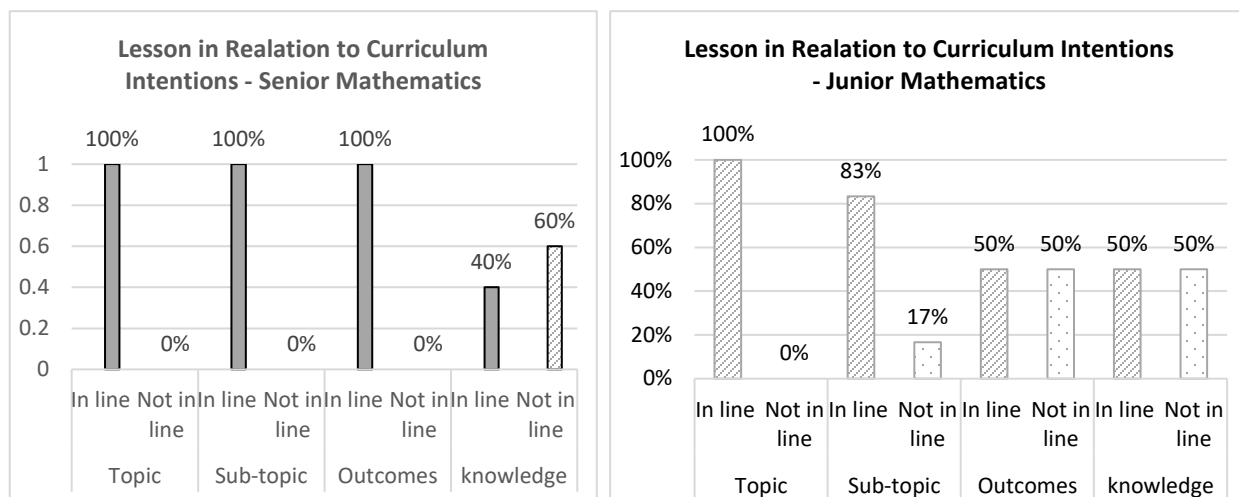 Lesson in Realation to Curriculum
Intentions - Senior Mathematics
100% 100% 100%
1
0.8
60%
0.6
40%
0.4
0.2
0% 0% 0%
0
In line Not in In line Not in In line Not in In line Not in
line line line line
Topic Sub-topic Outcomes knowledge
Lesson in Realation to Curriculum Intentions
- Junior Mathematics
100%
100%
83%
80%
60%
50% 50% 50% 50%
40%
17%
20%
0%
0%
In line Not in In line Not in In line Not in In line Not in
line line line line
Topic Sub-topic Outcomes knowledge